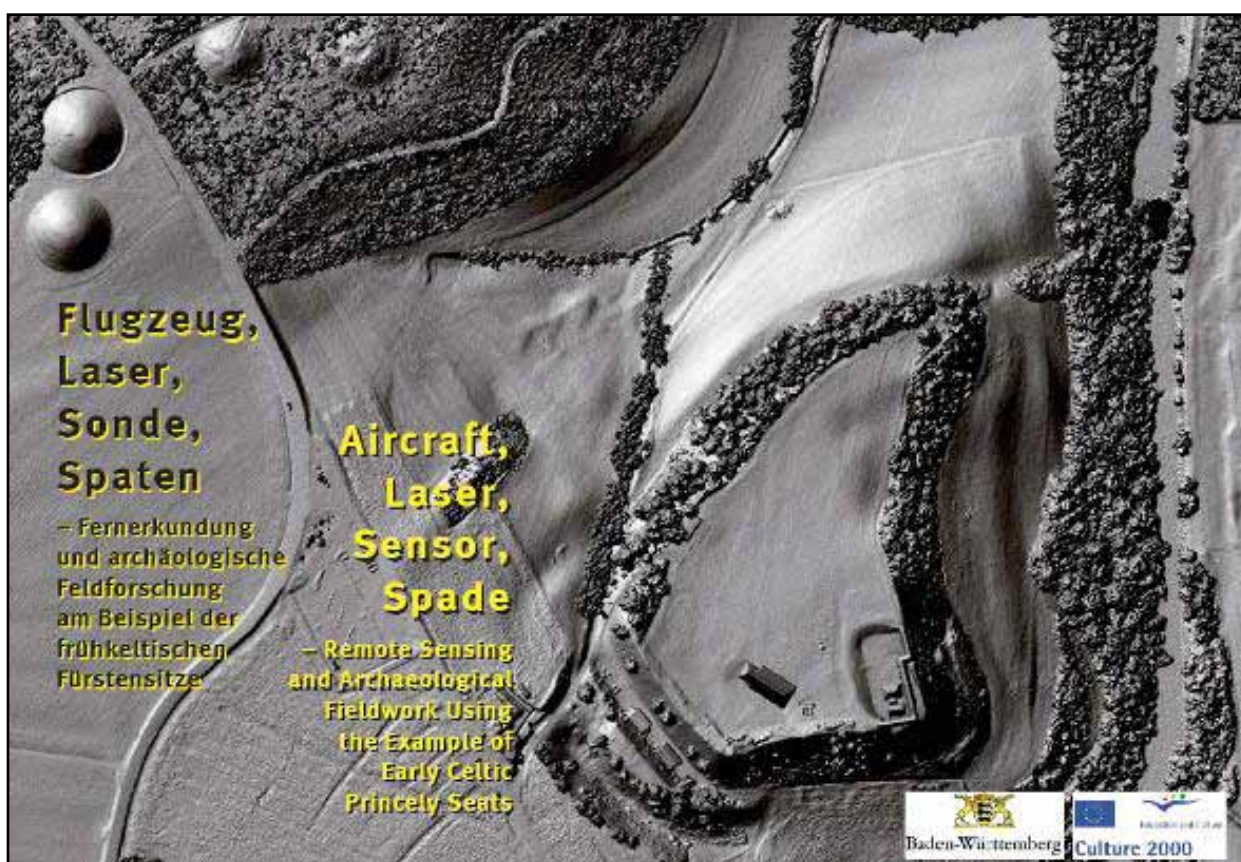 Flugzeug,
Laser,
Sonde,
Spaten
– Fernerkundung
und archäologische
Feldforschung
am Beispiel der
frühkeltischen
Fürstensitze
Aircraft,
Laser,
Sensor,
Spade
– Remote Sensing
and Archaeological
Fieldwork Using
the Example of
Early Celtic
Princely Seats
Baden-Württemberg
Culture 2000